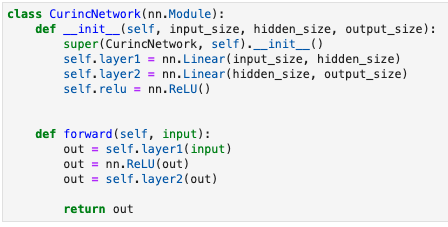 class CurincNetwork(nn.Module):
    def __init__(self, input_size, hidden_size, output_size):
        super(CurincNetwork, self).__init__()
        self.layer1 = nn.Linear(input_size, hidden_size)
        self.layer2 = nn.Linear(hidden_size, output_size)
        self.relu = nn.ReLU()

    def forward(self, input):
        out = self.layer1(input)
        out = nn.ReLU(out)
        out = self.layer2(out)

        return out